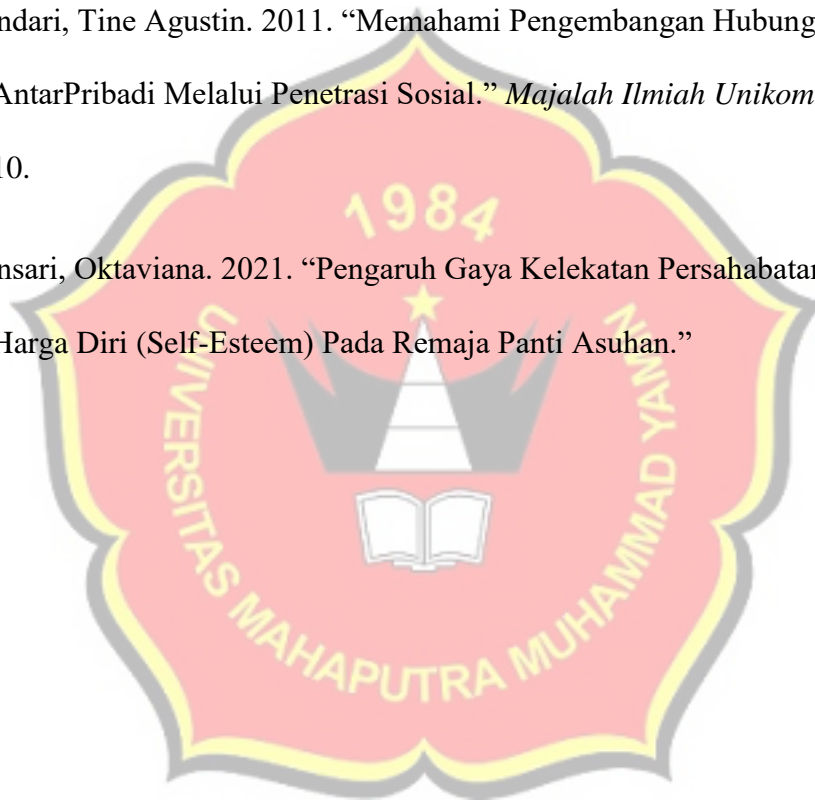 ndari, Tine Agustin. 2011. “Memahami Pengembangan Hubung
AntarPribadi Melalui Penetrasi Sosial.” Majalah Ilmiah Unikom
10.
1984
nsari, Oktaviana. 2021. “Pengaruh Gaya Kelekatan Persahabatan
Harga Diri (Self-Esteem) Pada Remaja Panti Asuhan.”
UNIVERSITAS MAHAPUTRA MUHAMMAD YAMIN